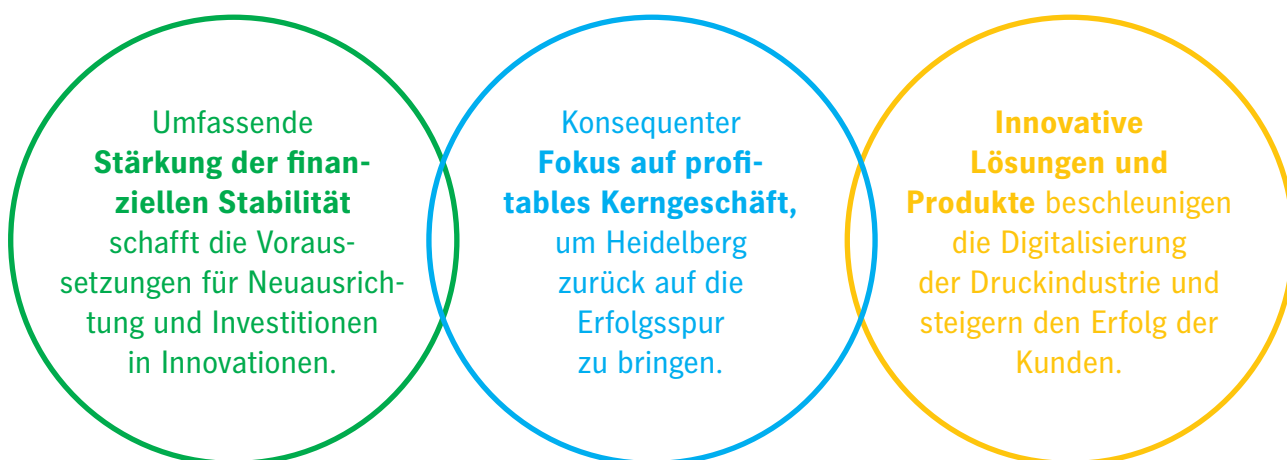 Umfassende
Stärkung der finan-
ziellen Stabilität
schafft die Voraus-
setzungen für Neuausrich-
tung und Investitionen
in Innovationen.
Konsequenter
Fokus auf profi-
tables Kerngeschäft,
um Heidelberg
zurück auf die
Erfolgsspur
zu bringen.
Innovative
Lösungen und
Produkte beschleunigen
die Digitalisierung
der Druckindustrie und
steigern den Erfolg der
Kunden.